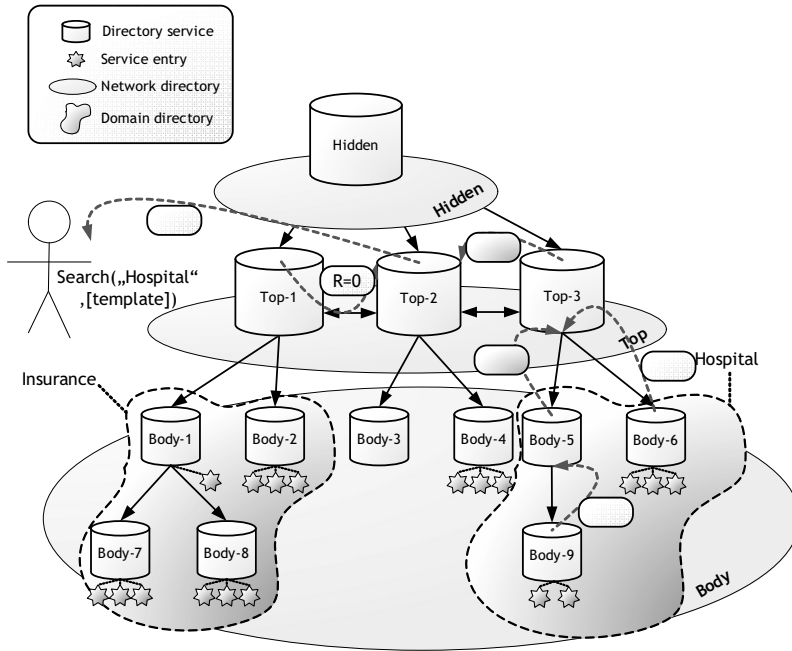 Directory service
Service entry
Network directory
Domain directory
Hidden
Hidden
Search(„Hospital“
,[template])
Top-1
R=0
Top-2
Top-3
Top
Insurance
Hospital
Body-1
Body-2
Body-3
Body-4
Body-5
Body-6
Body-7
Body-8
Body-9
Body